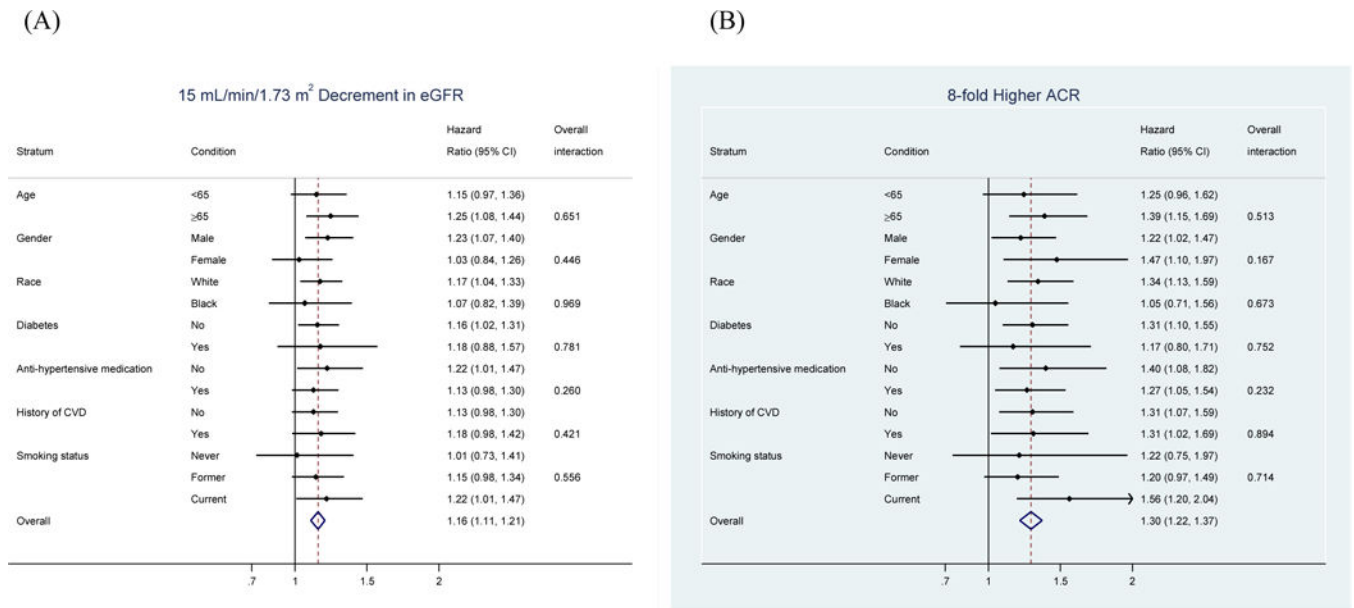 (A)
15 mL/min/1.73 m² Decrement in eGFR
Hazard Overall
Stratum Condition Ratio (95% CI) interaction
Age <65 1.15 (0.97, 1.36)
≥65 1.25 (1.08, 1.44) 0.651
Gender Male 1.23 (1.07, 1.40)
Female 1.03 (0.84, 1.26) 0.446
Race White 1.17 (1.04, 1.33)
Black 1.07 (0.82, 1.39) 0.969
Diabetes No 1.16 (1.02, 1.31)
Yes 1.18 (0.88, 1.57) 0.781
Anti-hypertensive medication No 1.22 (1.01, 1.47)
Yes 1.13 (0.98, 1.30) 0.260
History of CVD No 1.13 (0.98, 1.30)
Yes 1.18 (0.98, 1.42) 0.421
Smoking status Never 1.01 (0.73, 1.41)
Former 1.15 (0.98, 1.34) 0.556
Current 1.22 (1.01, 1.47)
Overall 1.16 (1.11, 1.21)
.7 1 1.5 2
(B)
8-fold Higher ACR
Hazard Overall
Stratum Condition Ratio (95% CI) interaction
Age <65 1.25 (0.96, 1.62)
≥65 1.39 (1.15, 1.69) 0.513
Gender Male 1.22 (1.02, 1.47)
Female 1.47 (1.10, 1.97) 0.167
Race White 1.34 (1.13, 1.59)
Black 1.05 (0.71, 1.56) 0.673
Diabetes No 1.31 (1.10, 1.55)
Yes 1.17 (0.80, 1.71) 0.752
Anti-hypertensive medication No 1.40 (1.08, 1.82)
Yes 1.27 (1.05, 1.54) 0.232
History of CVD No 1.31 (1.07, 1.59)
Yes 1.31 (1.02, 1.69) 0.894
Smoking status Never 1.22 (0.75, 1.97)
Former 1.20 (0.97, 1.49) 0.714
Current 1.56 (1.20, 2.04)
Overall 1.30 (1.22, 1.37)
.7 1 1.5 2